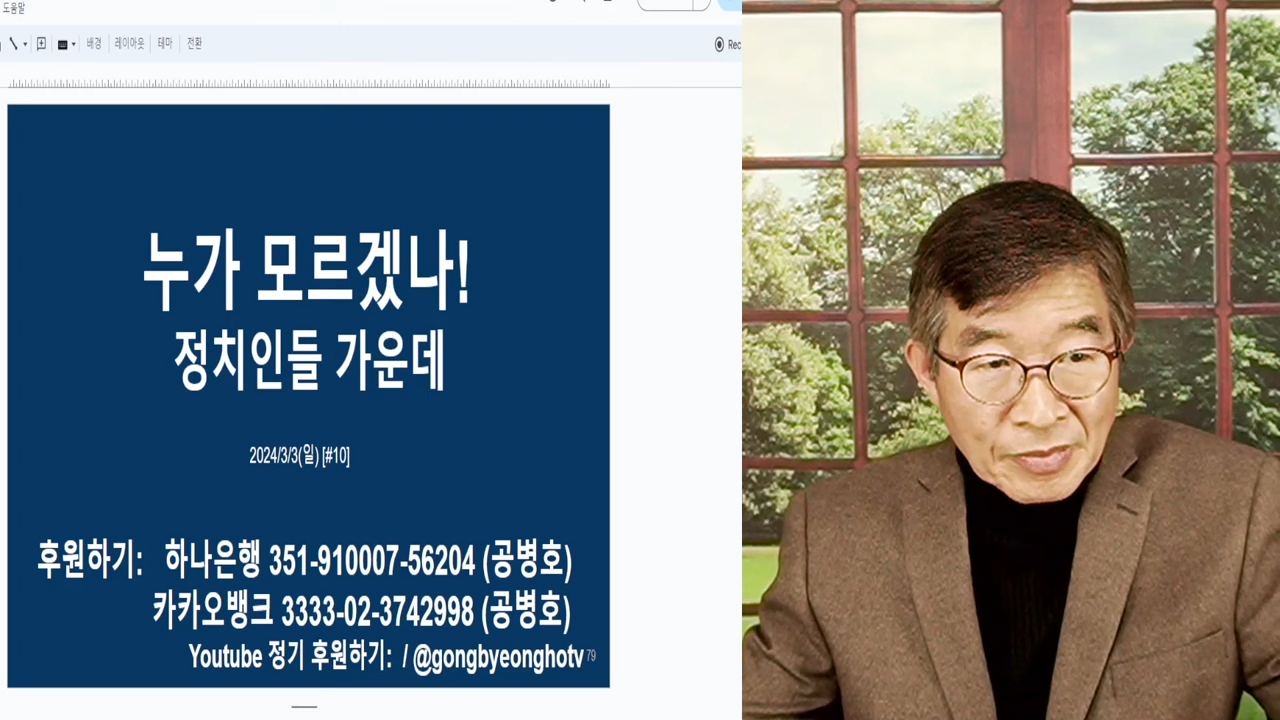 도움말
배경 레이아웃 테마 전환
Rec
누가 모르겠나!
정치인들 가운데
2024/3/3(일) [#10]
후원하기: 하나은행 351-910007-56204 (공병호)
카카오뱅크 3333-02-3742998 (공병호)
Youtube 정기 후원하기: / @gongbyeonghotv
79